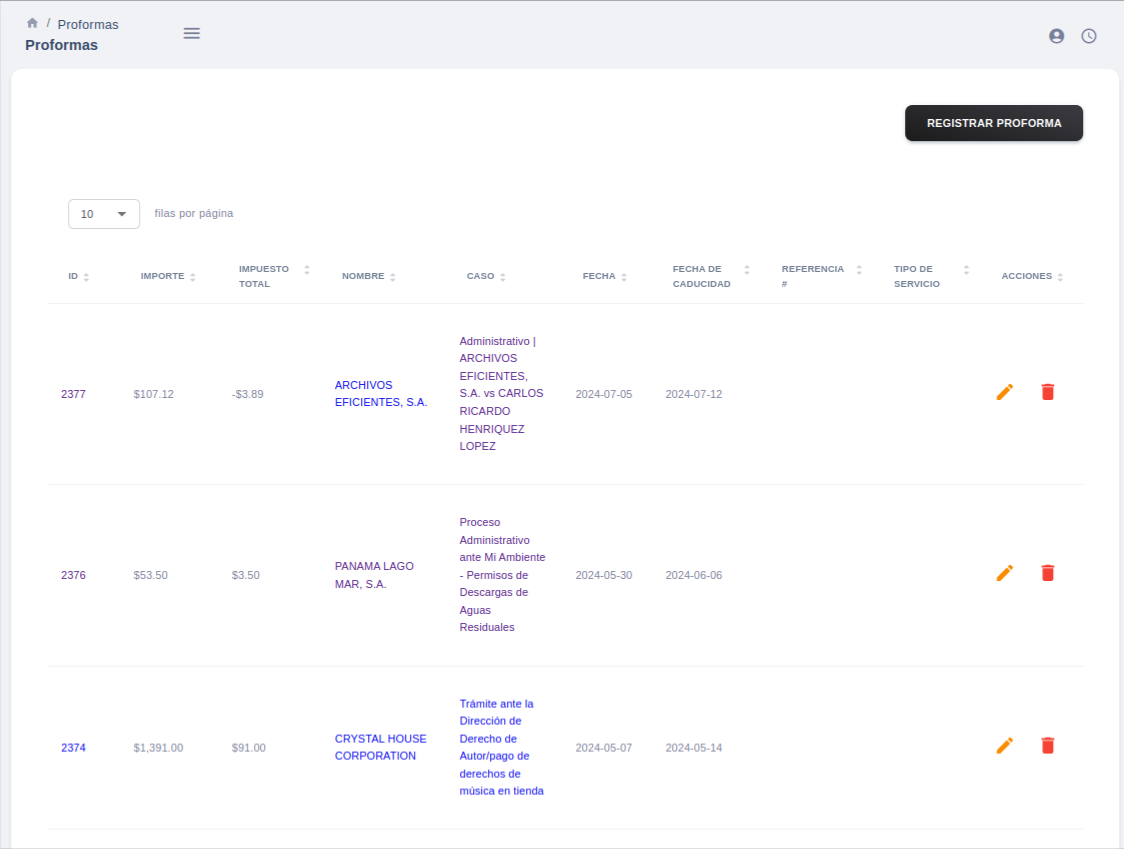 / Proformas
Proformas
REGISTRAR PROFORMA
10
filas por página
ID
IMPORTE
IMPUESTO
TOTAL
NOMBRE
CASO
FECHA
FECHA DE
CADUCIDAD
REFERENCIA
#
TIPO DE
SERVICIO
ACCIONES
2377
$107.12
-$3.89
ARCHIVOS
EFICIENTES, S.A.
Administrativo |
ARCHIVOS
EFICIENTES,
S.A. vs CARLOS
RICARDO
HENRIQUEZ
LOPEZ
2024-07-05
2024-07-12
2376
$53.50
$3.50
PANAMA LAGO
MAR, S.A.
Proceso
Administrativo
ante Mi Ambiente
- Permisos de
Descargas de
Aguas
Residuales
2024-05-30
2024-06-06
2374
$1,391.00
$91.00
CRYSTAL HOUSE
CORPORATION
Trámite ante la
Dirección de
Derecho de
Autor/pago de
derechos de
música en tienda
2024-05-07
2024-05-14